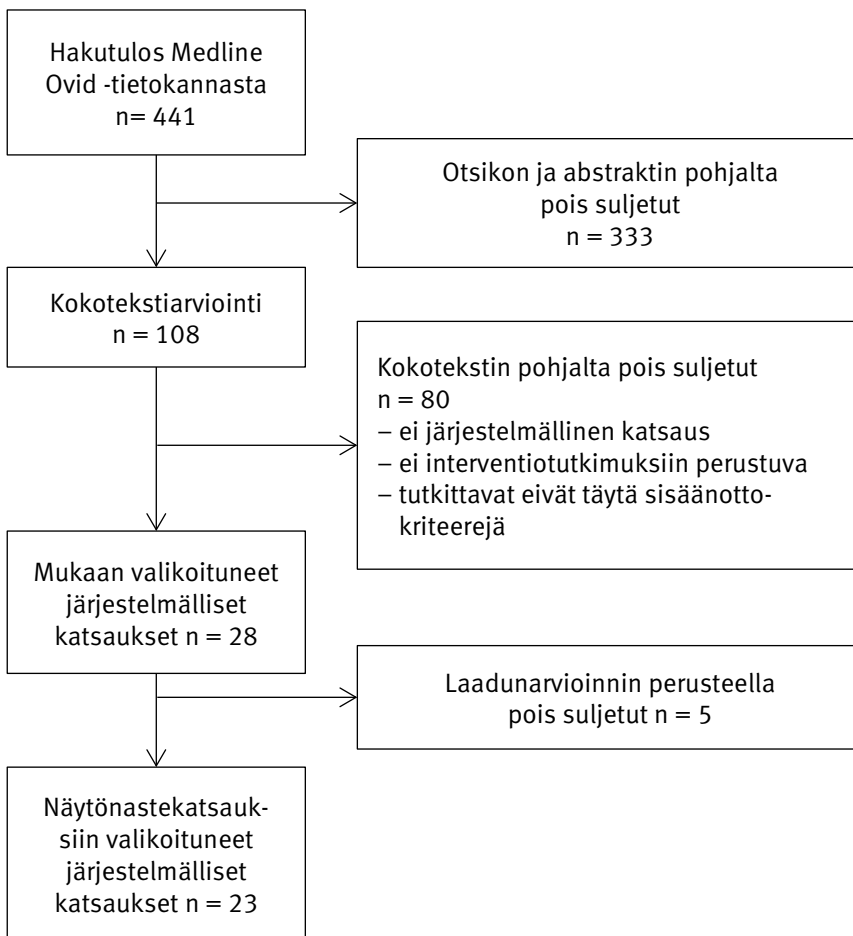 Hakutulos Medline
Ovid -tietokannasta
n= 441
Otsikon ja abstraktin pohjalta
pois suljetut
n = 333
Kokotekstiarviointi
n = 108
Kokotekstin pohjalta pois suljetut
n = 80
– ei järjestelmällinen katsaus
– ei interventiotutkimuksiin perustuva
– tutkittavat eivät täytä sisäänotto-
kriteerejä
Mukaan valikoituneet
järjestelmälliset
katsaukset n = 28
Laadunarvioinnin perusteella
pois suljetut n = 5
Näytönastekatsauk-
siin valikoituneet
järjestelmälliset
katsaukset n = 23